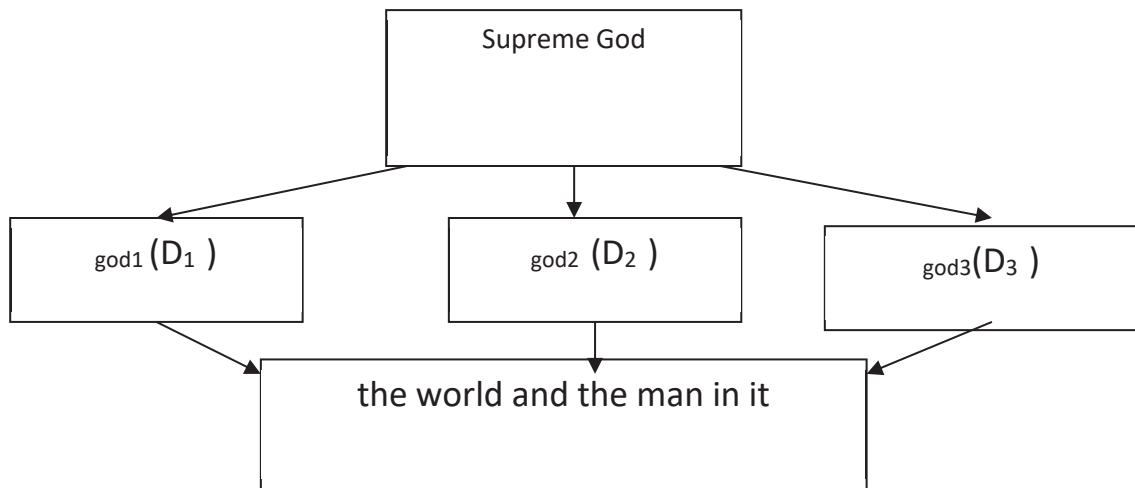 Supreme God
god1 (D₁ )
god2 (D₂ )
god3(D₃ )
the world and the man in it